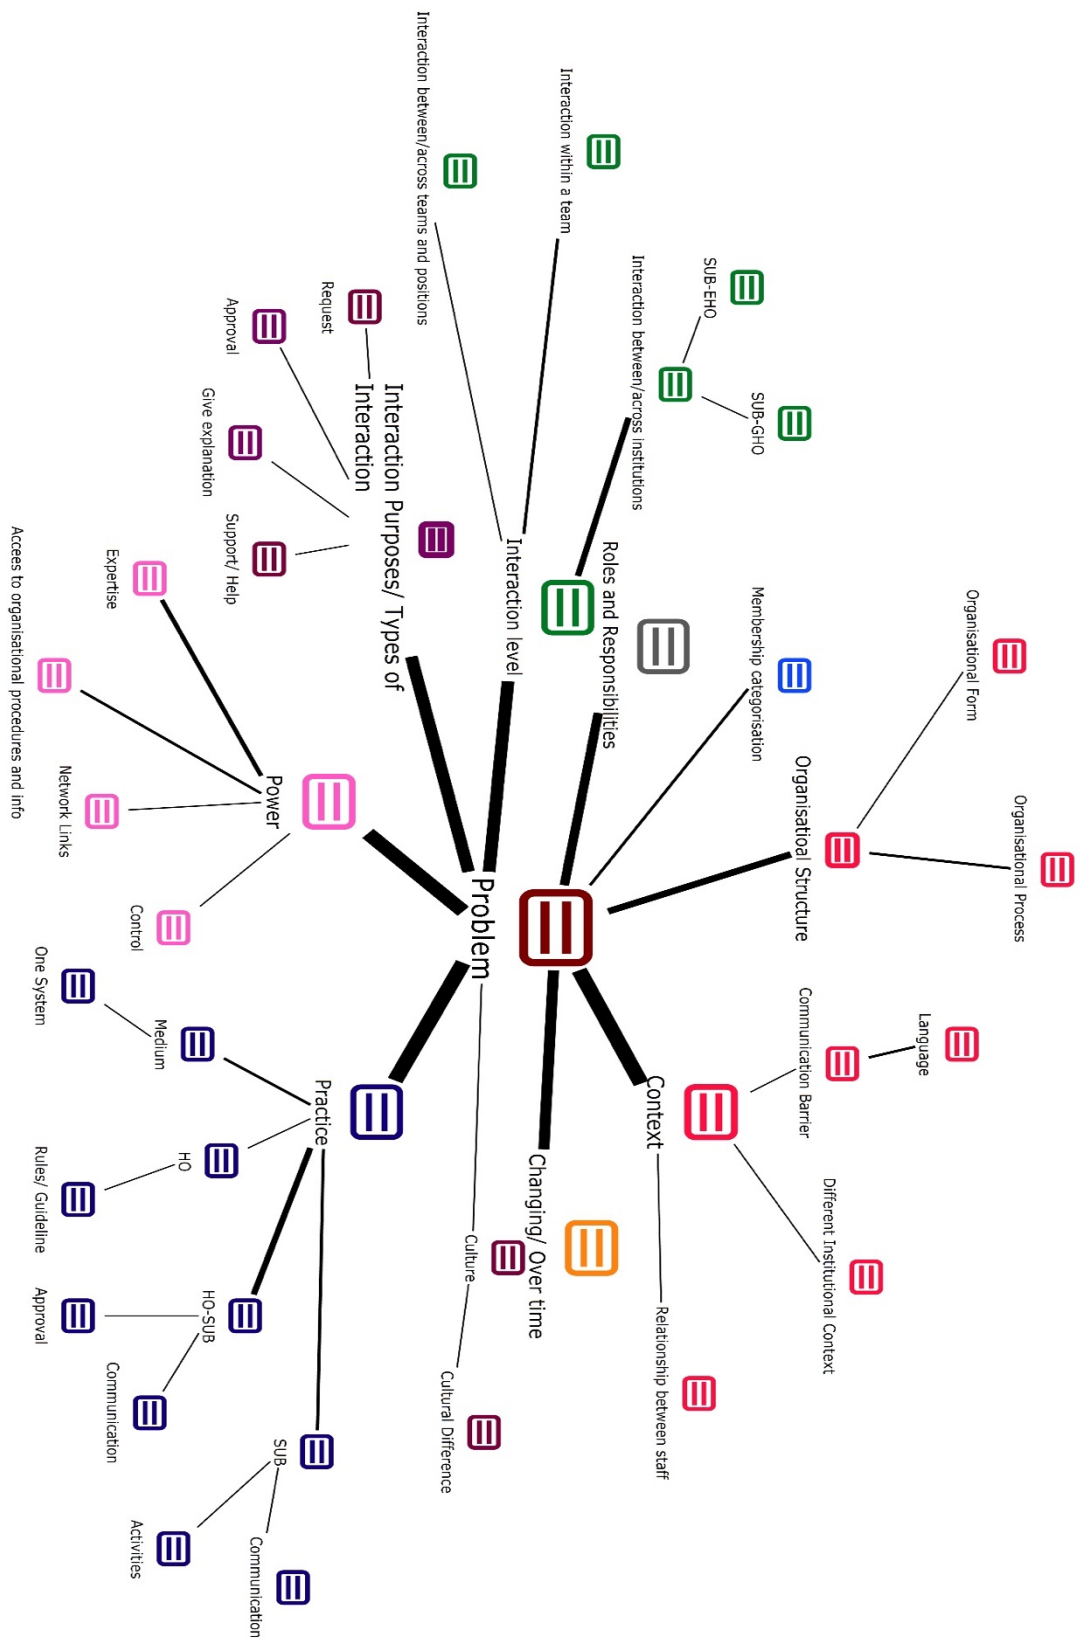 Organisational Process
Organisational Form
Language
Different Institutional Context
Communication Barrier
Organisatioal Structure
SUB-GHO
Membership categorisation
SUB-EHO
Relationship between staff
Context
Interaction between/across institutions
Roles and Responsibilities
Interaction within a team
Changing/ Over time
Interaction level
Problem
Culture
Cultural Difference
Interaction between/across teams and positions
Interaction Purposes/ Types of
Interaction
Request
Practice
SUB
Power
Communication
Approval
Support/ Help
Give explanation
HO-SUB
HO
Medium
Control
Activities
Expertise
Communication
Network Links
One System
Rules/ Guideline
Approval
Accees to organisational procedures and info